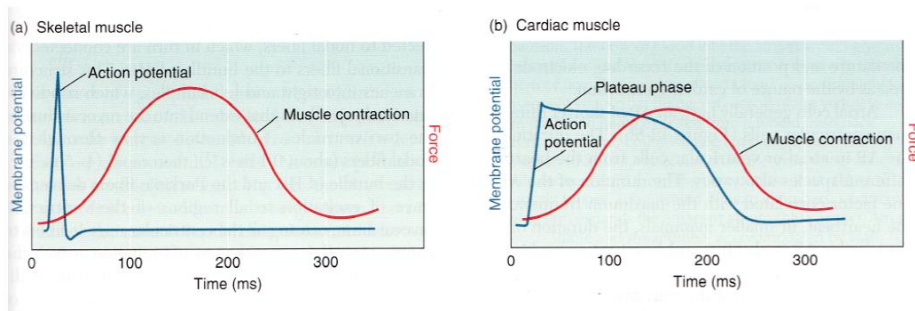 (a) Skeletal muscle
Action potential
Muscle contraction
Membrane potential
Force
0
100
200
300
Time (ms)
(b) Cardiac muscle
Plateau phase
Action
potential
Muscle contraction
Membrane potential
Force
0
100
200
300
Time (ms)